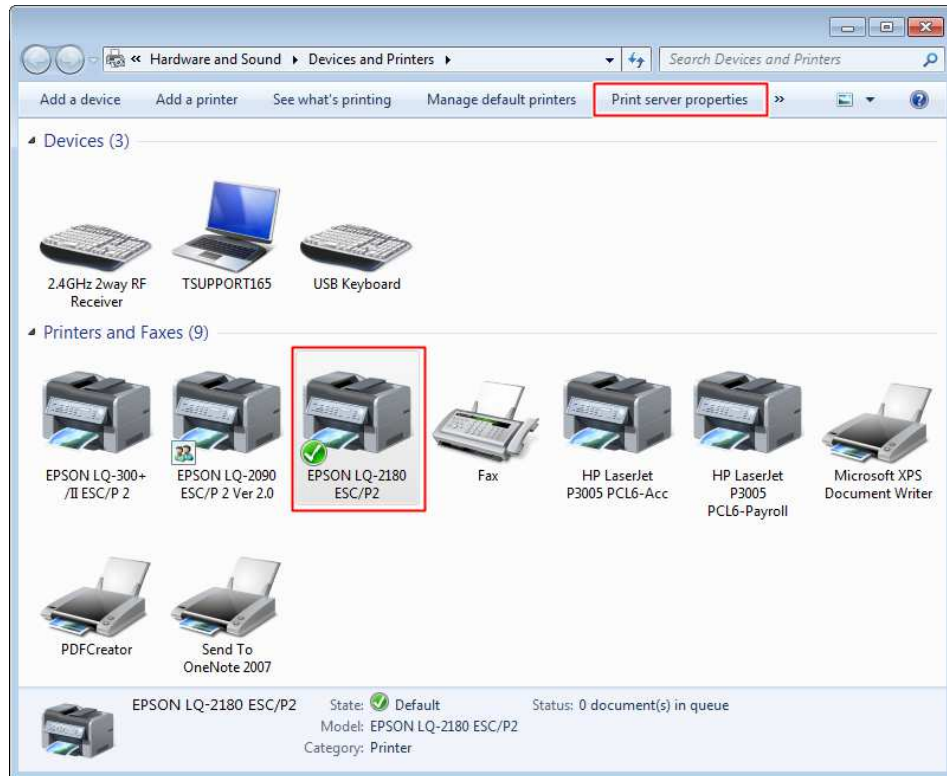 « Hardware and Sound ▸ Devices and Printers ▸
Search Devices and Printers
Add a device Add a printer See what's printing Manage default printers Print server properties »
Devices (3)
2.4GHz 2way RF
Receiver
TSUPPORT165
USB Keyboard
Printers and Faxes (9)
EPSON LQ-300+
/II ESC/P 2
EPSON LQ-2090
ESC/P 2 Ver 2.0
EPSON LQ-2180
ESC/P2
Fax
HP LaserJet
P3005 PCL6-Acc
HP LaserJet
P3005
PCL6-Payroll
Microsoft XPS
Document Writer
PDFCreator
Send To
OneNote 2007
EPSON LQ-2180 ESC/P2 State: Default Status: 0 document(s) in queue
Model: EPSON LQ-2180 ESC/P2
Category: Printer